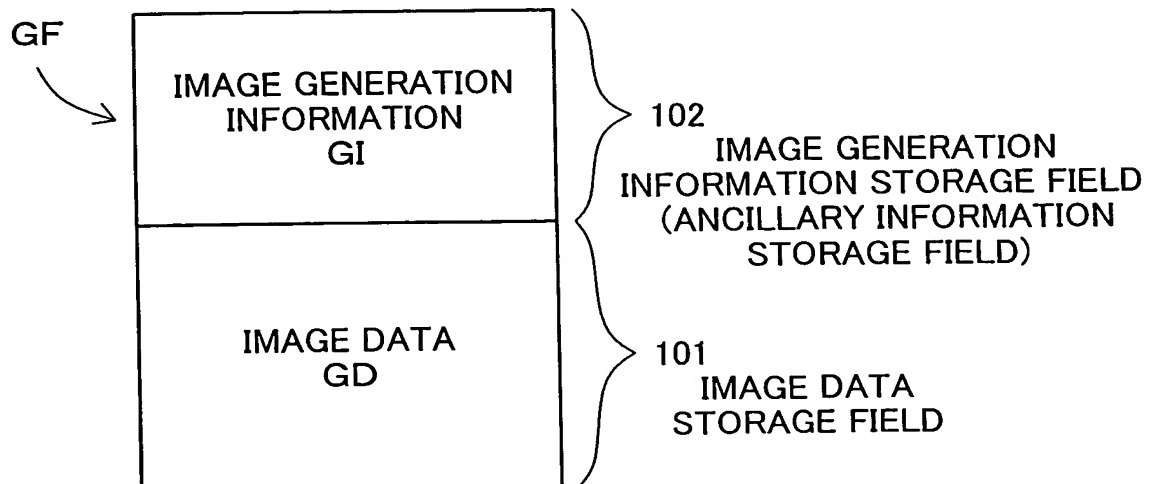 GF
IMAGE GENERATION
INFORMATION
GI
102
IMAGE GENERATION
INFORMATION STORAGE FIELD
(ANCILLARY INFORMATION
STORAGE FIELD)
IMAGE DATA
GD
101
IMAGE DATA
STORAGE FIELD